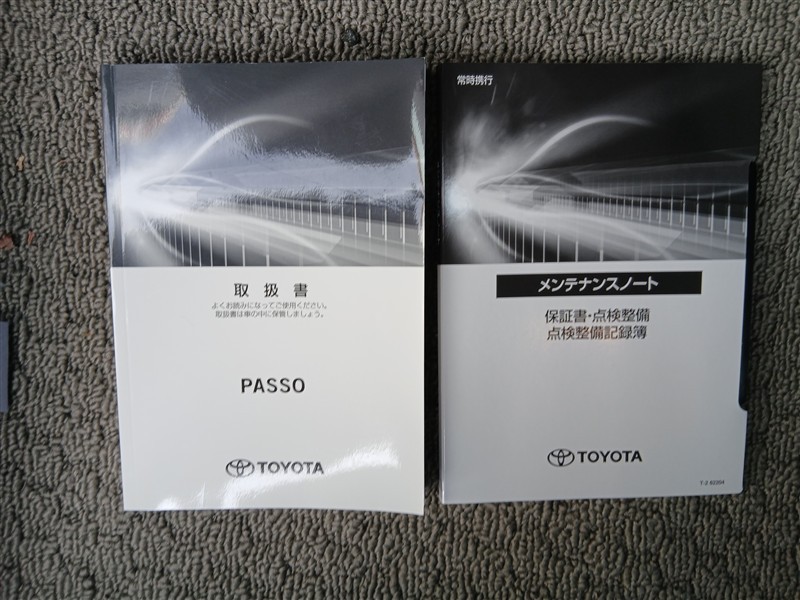 取扱書
よくお読みになってご使用ください。
取扱書は車の中に保管しましょう。
PASSO
TOYOTA
常時携行
メンテナンスノート
保証書・点検整備
点検整備記録簿
TOYOTA